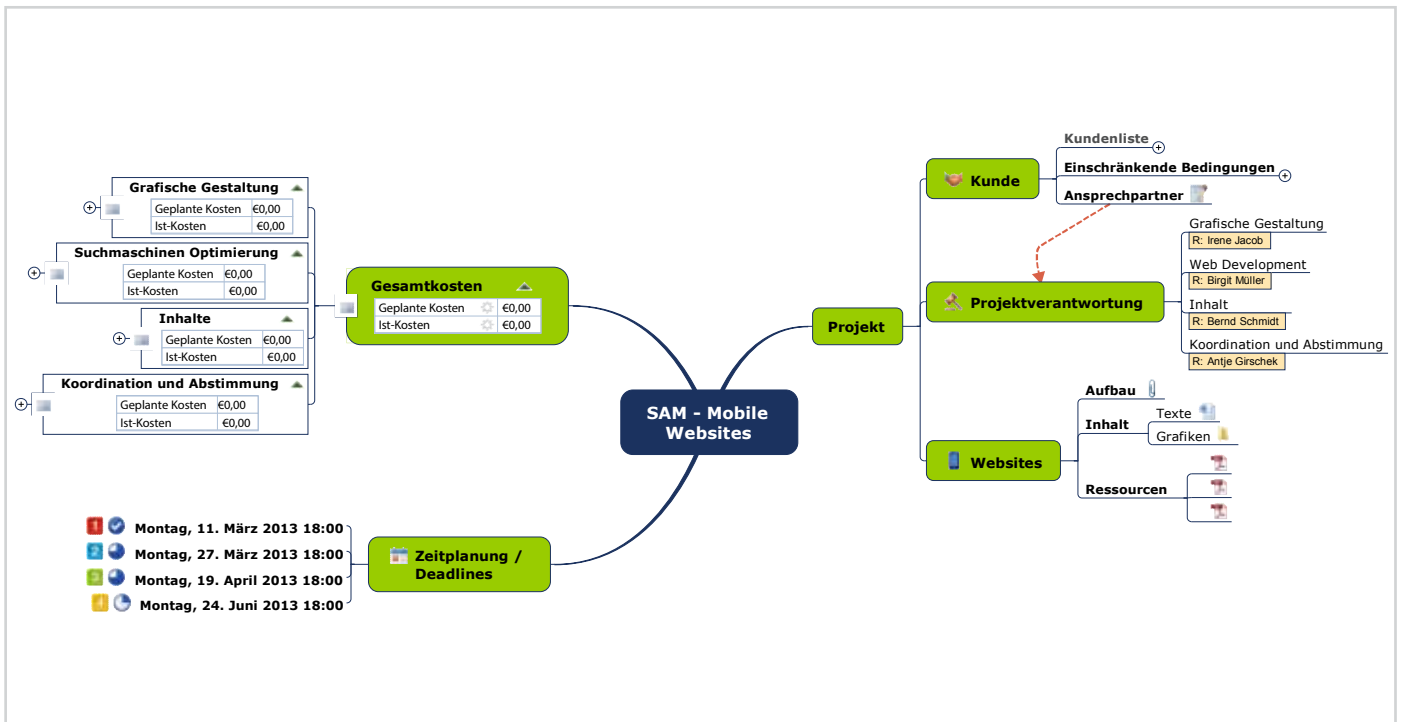 Grafische Gestaltung
Geplante Kosten €0,00
Ist-Kosten €0,00
Suchmaschinen Optimierung
Geplante Kosten €0,00
Ist-Kosten €0,00
Inhalte
Geplante Kosten €0,00
Ist-Kosten €0,00
Koordination und Abstimmung
Geplante Kosten €0,00
Ist-Kosten €0,00
Gesamtkosten
Geplante Kosten €0,00
Ist-Kosten €0,00
1 Montag, 11. März 2013 18:00
2 Montag, 27. März 2013 18:00
3 Montag, 19. April 2013 18:00
4 Montag, 24. Juni 2013 18:00
Zeitplanung /
Deadlines
SAM - Mobile
Websites
Projekt
Kunde
Kundenliste
Einschränkende Bedingungen
Ansprechpartner
Projektverantwortung
Grafische Gestaltung
R: Irene Jacob
Web Development
R: Birgit Müller
Inhalt
R: Bernd Schmidt
Koordination und Abstimmung
R: Antje Girschek
Websites
Aufbau
Inhalt
Texte
Grafiken
Ressourcen